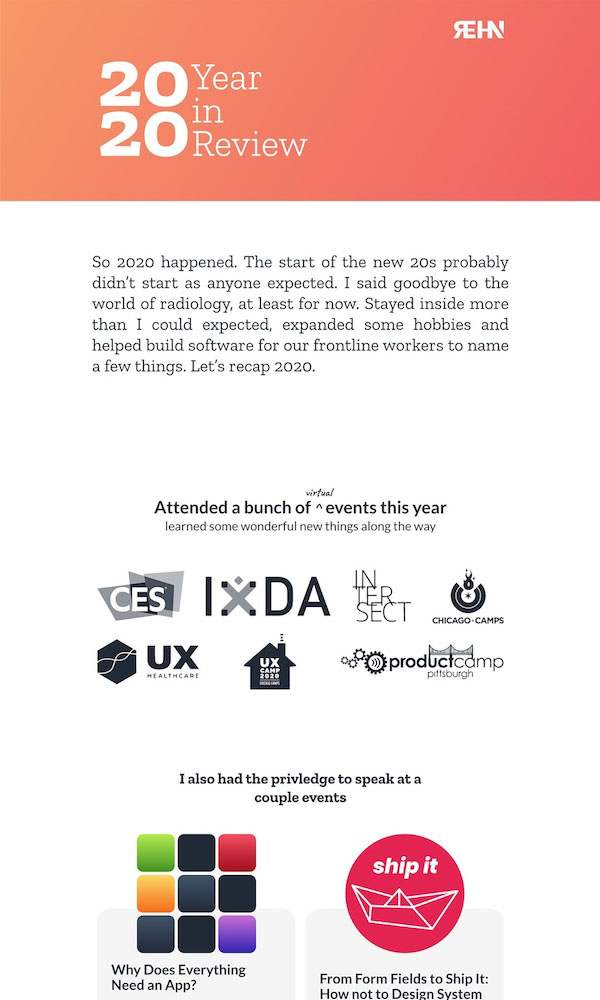 REHN
20 Year
in
20 Review
So 2020 happened. The start of the new 20s probably
didn't start as anyone expected. I said goodbye to the
world of radiology, at least for now. Stayed inside more
than I could expected, expanded some hobbies and
helped build software for our frontline workers to name
a few things. Let's recap 2020.
virtual
Attended a bunch of ^ events this year
learned some wonderful new things along the way
CES
IXDA
IN
TER
SECT
CHICAGO CAMPS
UX
HEALTHCARE
UX
CAMP
2020
CHICAGO CAMPS
productcamp
pittsburgh
I also had the privledge to speak at a
couple events
ship it
Why Does Everything
Need an App?
From Form Fields to Ship It:
How not to Design System